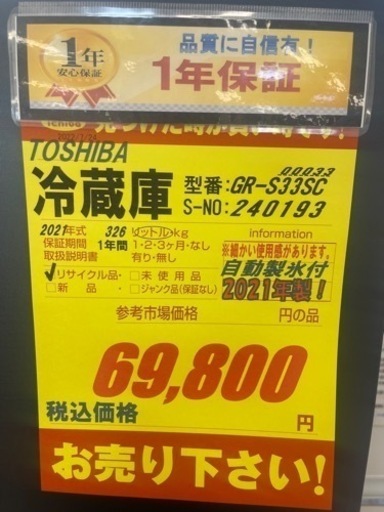 1年
安心保証
品質に自信有！
1年保証
TOSHIBA
00033
冷蔵庫
型番:GR-S33SC
S-NO:240193
2021年式 326 リットル・kg
保証期間 1年間 1・2・3ヶ月・なし
取扱説明書 有り・無し
information
※細かい使用感があります。
自動製氷付
2021年製！
✓リサイクル品・□未使用品
□新品・□ジャンク品(保証なし)
参考市場価格 円の品
69,800
税込価格 円
お売り下さい!